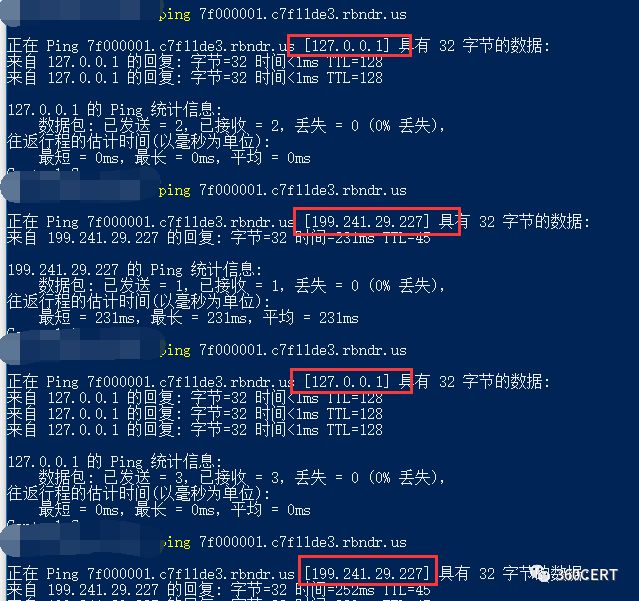 ping 7f000001.c7f11de3.rbndr.us
正在 Ping 7f000001.c7f11de3.rbndr.us [127.0.0.1] 具有 32 字节的数据:
来自 127.0.0.1 的回复: 字节=32 时间<1ms TTL=128
来自 127.0.0.1 的回复: 字节=32 时间<1ms TTL=128
127.0.0.1 的 Ping 统计信息:
数据包: 已发送 = 2，已接收 = 2，丢失 = 0 (0% 丢失)，
往返行程的估计时间(以毫秒为单位):
最短 = 0ms，最长 = 0ms，平均 = 0ms
ping 7f000001.c7f11de3.rbndr.us
正在 Ping 7f000001.c7f11de3.rbndr.us [199.241.29.227] 具有 32 字节的数据:
来自 199.241.29.227 的回复: 字节=32 时间=231ms TTL=45
199.241.29.227 的 Ping 统计信息:
数据包: 已发送 = 1，已接收 = 1，丢失 = 0 (0% 丢失)，
往返行程的估计时间(以毫秒为单位):
最短 = 231ms，最长 = 231ms，平均 = 231ms
ping 7f000001.c7f11de3.rbndr.us
正在 Ping 7f000001.c7f11de3.rbndr.us [127.0.0.1] 具有 32 字节的数据:
来自 127.0.0.1 的回复: 字节=32 时间<1ms TTL=128
来自 127.0.0.1 的回复: 字节=32 时间<1ms TTL=128
来自 127.0.0.1 的回复: 字节=32 时间<1ms TTL=128
127.0.0.1 的 Ping 统计信息:
数据包: 已发送 = 3，已接收 = 3，丢失 = 0 (0% 丢失)，
往返行程的估计时间(以毫秒为单位):
最短 = 0ms，最长 = 0ms，平均 = 0ms
ping 7f000001.c7f11de3.rbndr.us
正在 Ping 7f000001.c7f11de3.rbndr.us [199.241.29.227] 具有 32 字节的数据
来自 199.241.29.227 的回复: 字节=32 时间=252ms TTL=45
360CERT